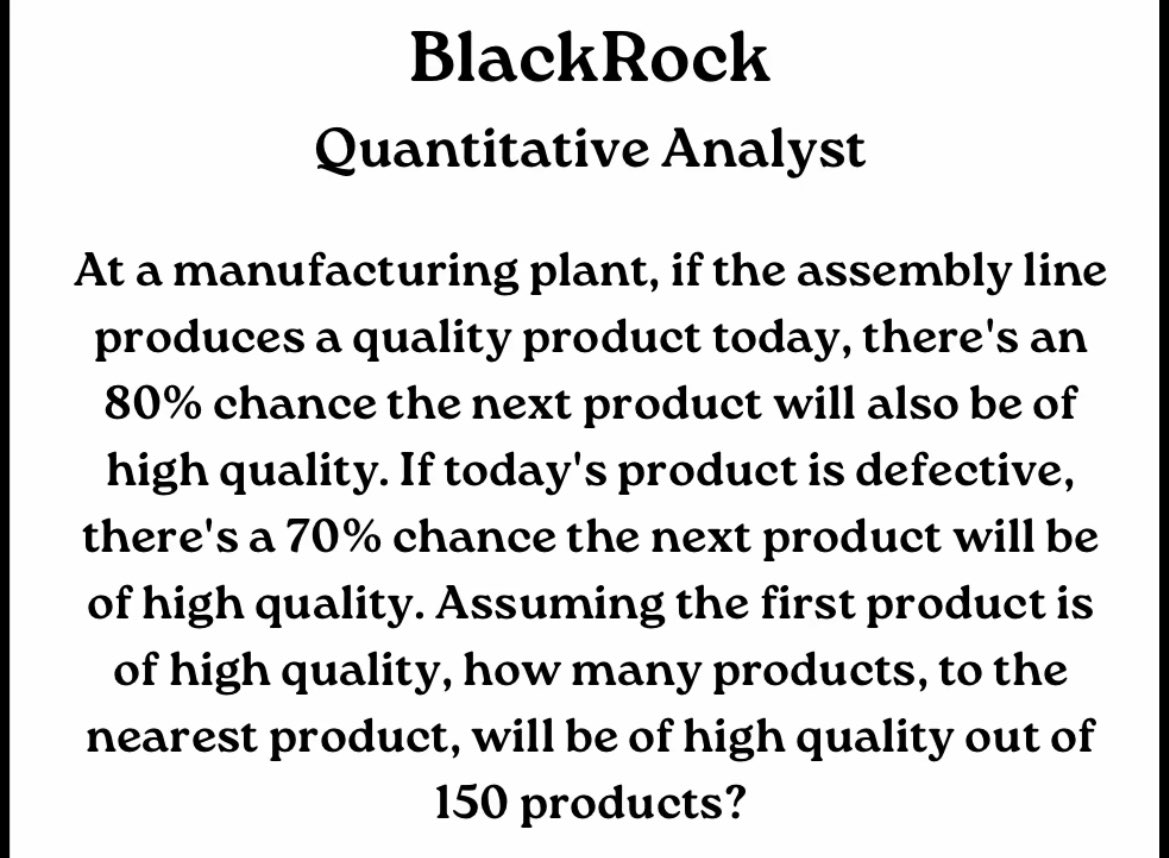 BlackRock
Quantitative Analyst
At a manufacturing plant, if the assembly line
produces a quality product today, there's an
80% chance the next product will also be of
high quality. If today's product is defective,
there's a 70% chance the next product will be
of high quality. Assuming the first product is
of high quality, how many products, to the
nearest product, will be of high quality out of
150 products?